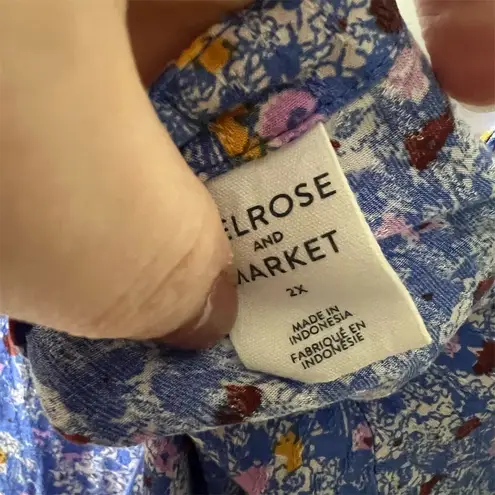 ELROSE
AND
MARKET
2X
MADE IN
INDONESIA
FABRIQUÉ EN
INDONÉSIE